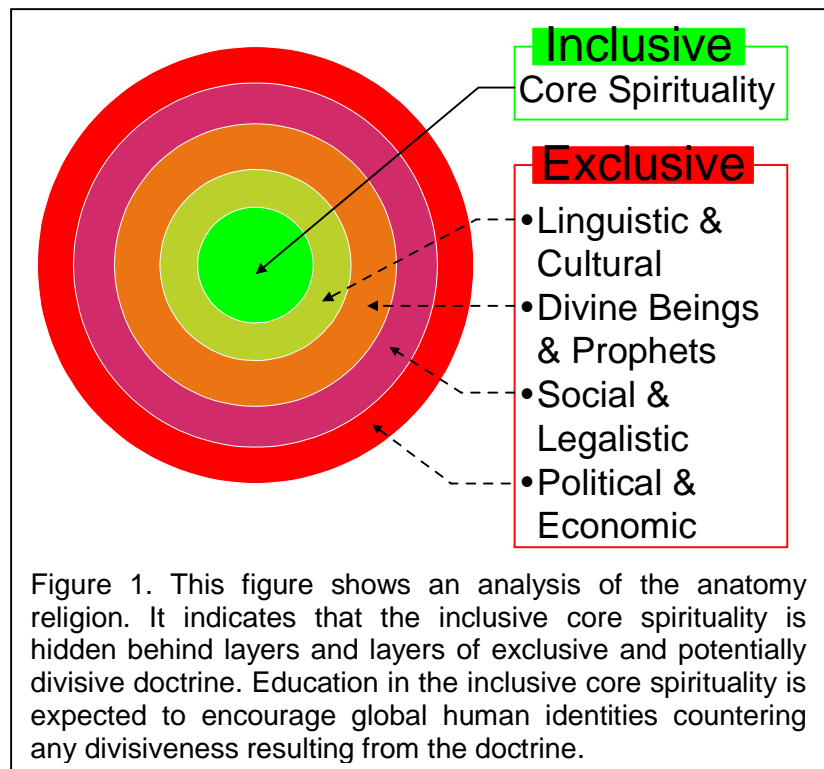 Inclusive
Core Spirituality
Exclusive
•Linguistic &
Cultural
•Divine Beings
& Prophets
•Social &
Legalistic
•Political &
Economic
Figure 1. This figure shows an analysis of the anatomy
religion. It indicates that the inclusive core spirituality is
hidden behind layers and layers of exclusive and potentially
divisive doctrine. Education in the inclusive core spirituality is
expected to encourage global human identities countering
any divisiveness resulting from the doctrine.